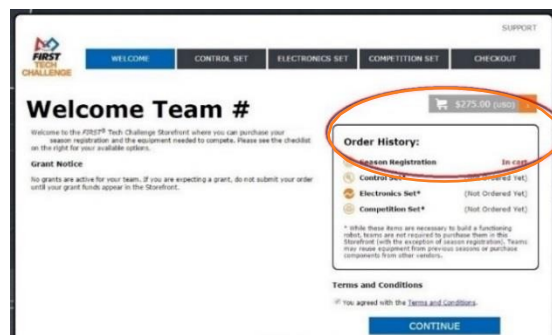 SUPPORT
FIRST
TECH
CHALLENGE
WELCOME
CONTROL SET
ELECTRONICS SET
COMPETITION SET
CHECKOUT
$275.00 (USD)
Welcome Team #
Welcome to the FIRST® Tech Challenge Storefront where you can purchase your
season registration and the equipment needed to compete. Please see the checklist
on the right for your available options.
Grant Notice
No grants are active for your team. If you are expecting a grant, do not submit your order
until your grant funds appear in the Storefront.
Order History:
Season Registration In cart
Control Set* (Not Ordered Yet)
Electronics Set* (Not Ordered Yet)
Competition Set* (Not Ordered Yet)
* While these items are necessary to build a functioning
robot, teams are not required to purchase them in this
Storefront (with the exception of season registration). Teams
may reuse equipment from previous seasons or purchase
components from other vendors.
Terms and Conditions
You agreed with the Terms and Conditions.
CONTINUE